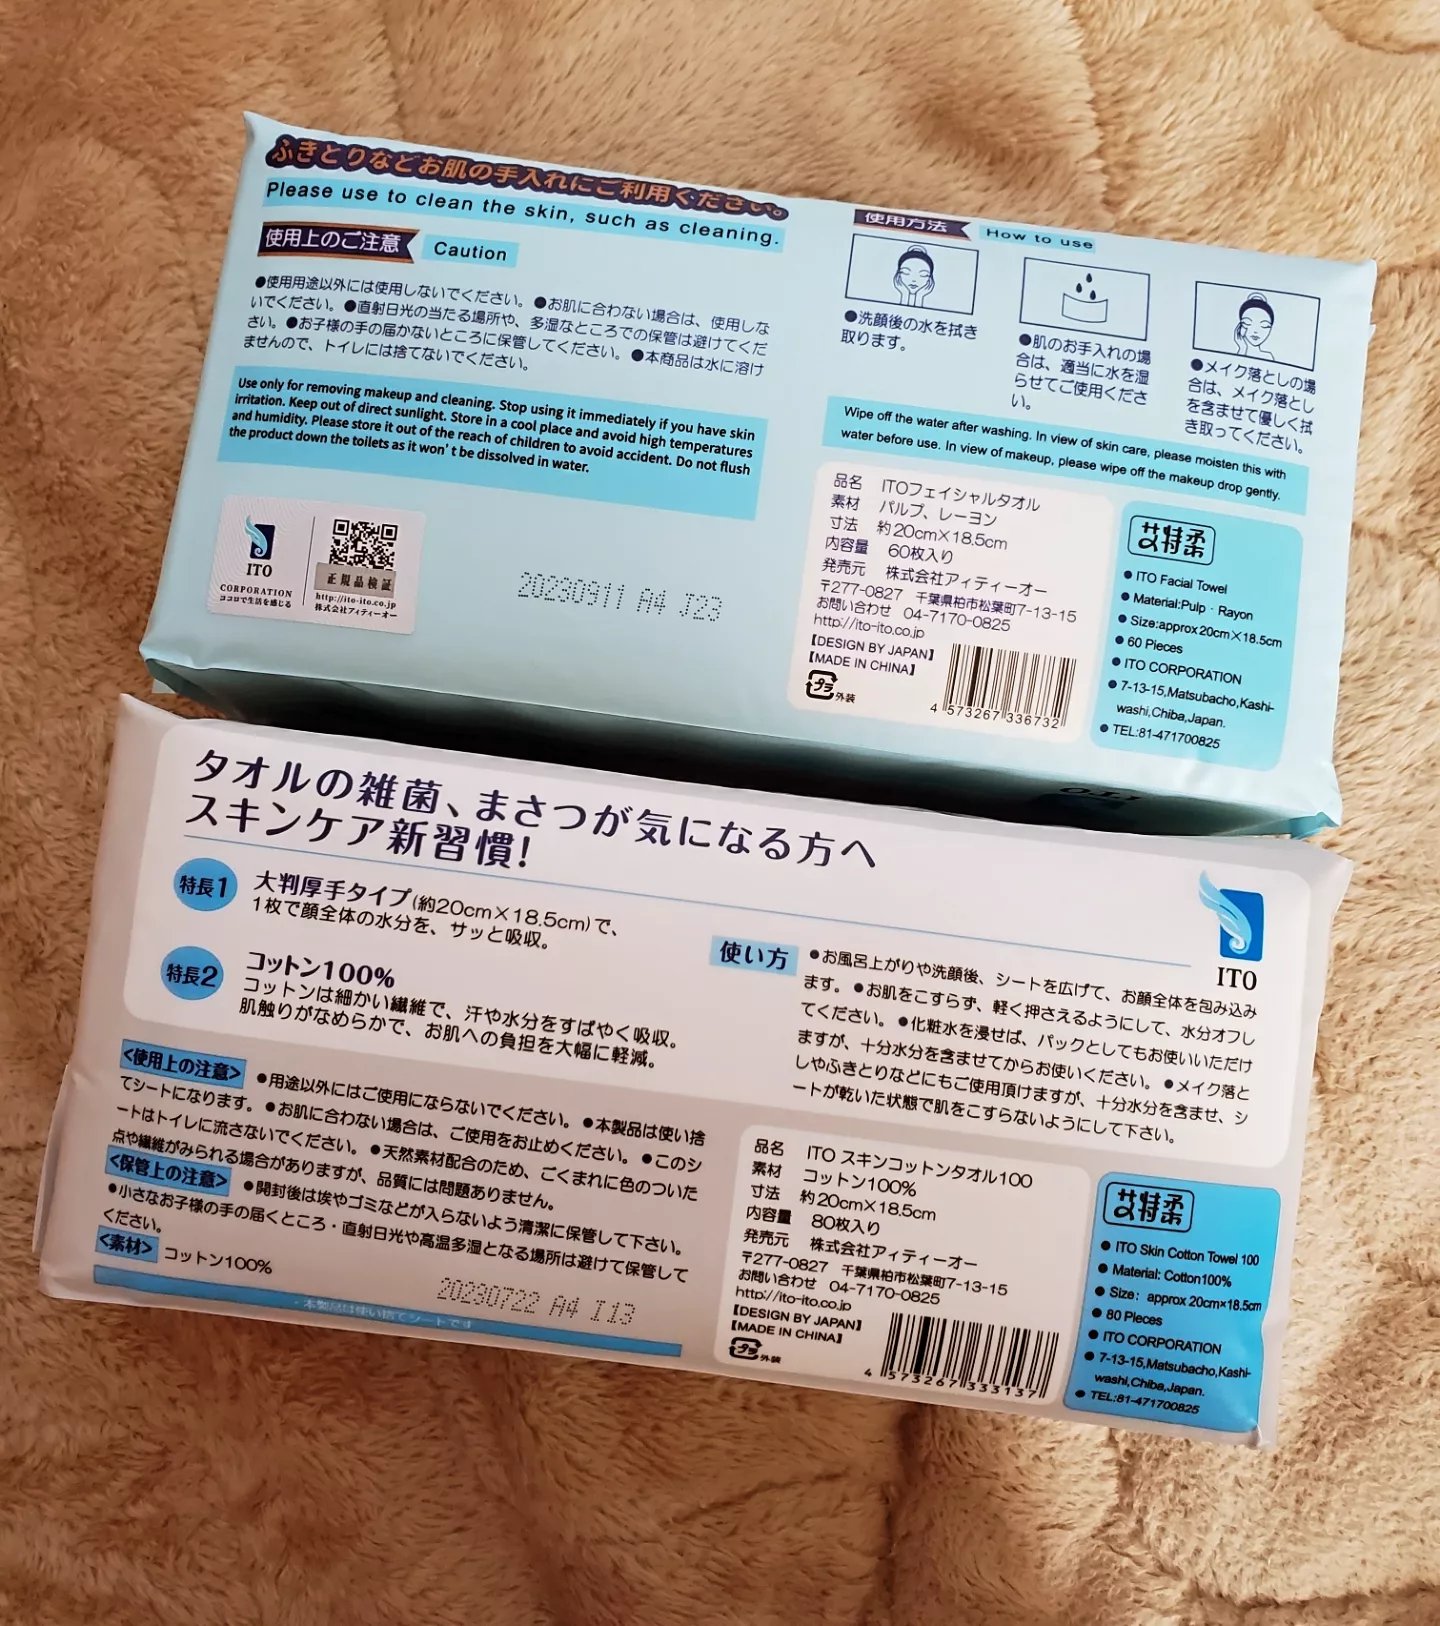 ふきとりなどお肌の手入れにご利用ください。
Please use to clean the skin, such as cleaning.
使用上のご注意 Caution
●使用用途以外には使用しないでください。●お肌に合わない場合は、使用しな
いでください。●直射日光の当たる場所や、多湿なところでの保管は避けてくだ
さい。●お子様の手の届かないところに保管してください。●本商品は水に溶け
ませんので、トイレには捨てないでください。
Use only for removing makeup and cleaning. Stop using it immediately if you have skin
irritation. Keep out of direct sunlight. Store in a cool place and avoid high temperatures
and humidity. Please store it out of the reach of children to avoid accident. Do not flush
the product down the toilets as it won't be dissolved in water.
ITO
CORPORATION
ココロで生活を感じる
正規品検証
http://ito-ito.co.jp
株式会社アィティーオー
20230911 A4 J23
使用方法 How to use
●洗顔後の水を拭き
取ります。
●肌のお手入れの場
合は、適当に水を湿
らせてご使用くださ
い。
●メイク落としの場
合は、メイク落とし
を含ませて優しく拭
き取ってください。
Wipe off the water after washing. In view of skin care, please moisten this with
water before use. In view of makeup, please wipe off the makeup drop gently.
品名 ITOフェイシャルタオル
素材 パルプ、レーヨン
寸法 約20cm×18.5cm
内容量 60枚入り
発売元 株式会社アィティーオー
〒277-0827 千葉県柏市松葉町7-13-15
お問い合わせ 04-7170-0825
http://ito-ito.co.jp
【DESIGN BY JAPAN】
【MADE IN CHINA】
プラ 外装
4 573267 336732
艾特柔
● ITO Facial Towel
● Material:Pulp · Rayon
● Size:approx 20cm×18.5cm
● 60 Pieces
● ITO CORPORATION
● 7-13-15,Matsubacho,Kashi-
washi,Chiba,Japan.
● TEL:81-471700825
ITO
タオルの雑菌、まさつが気になる方へ
スキンケア新習慣!
特長1 大判厚手タイプ(約20cm×18.5cm)で、
1枚で顔全体の水分を、サッと吸収。
特長2 コットン100%
コットンは細かい繊維で、汗や水分をすばやく吸収。
肌触りがなめらかで、お肌への負担を大幅に軽減。
ITO
使い方 ●お風呂上がりや洗顔後、シートを広げて、お顔全体を包み込み
ます。●お肌をこすらず、軽く押さえるようにして、水分オフし
てください。●化粧水を浸せば、パックとしてもお使いいただけ
ますが、十分水分を含ませてからお使いください。●メイク落と
しやふきとりなどにもご使用頂けますが、十分水分を含ませ、シ
ートが乾いた状態で肌をこすらないようにして下さい。
<使用上の注意> ●用途以外にはご使用にならないでください。●本製品は使い捨
てシートになります。●お肌に合わない場合は、ご使用をお止めください。●このシ
ートはトイレに流さないでください。●天然素材配合のため、ごくまれに色のついた
点や繊維がみられる場合がありますが、品質には問題ありません。
<保管上の注意> ●開封後は埃やゴミなどが入らないよう清潔に保管して下さい。
●小さなお子様の手の届くところ・直射日光や高温多湿となる場所は避けて保管して
ください。
<素材> コットン100%
20230722 A4 I13
・本製品は使い捨てシートです
品名 ITO スキンコットンタオル100
素材 コットン100%
寸法 約20cm×18.5cm
内容量 80枚入り
発売元 株式会社アィティーオー
〒277-0827 千葉県柏市松葉町7-13-15
お問い合わせ 04-7170-0825
http://ito-ito.co.jp
【DESIGN BY JAPAN】
【MADE IN CHINA】
プラ 外装
4 573267 333137
艾特柔
● ITO Skin Cotton Towel 100
● Material: Cotton100%
● Size: approx 20cm×18.5cm
● 80 Pieces
● ITO CORPORATION
● 7-13-15,Matsubacho,Kashi-
washi,Chiba,Japan.
● TEL:81-471700825